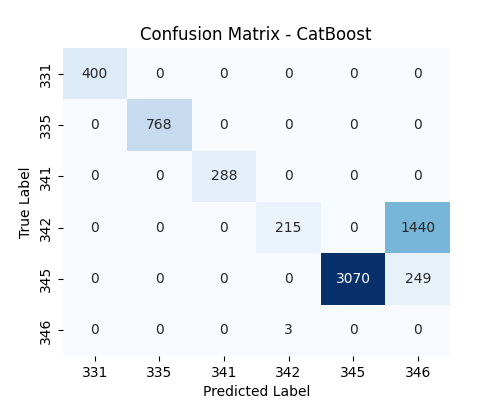 Confusion Matrix - CatBoost
True Label
331 400 0 0 0 0 0
335 0 768 0 0 0 0
341 0 0 288 0 0 0
342 0 0 0 215 0 1440
345 0 0 0 0 3070 249
346 0 0 0 3 0 0
331 335 341 342 345 346
Predicted Label